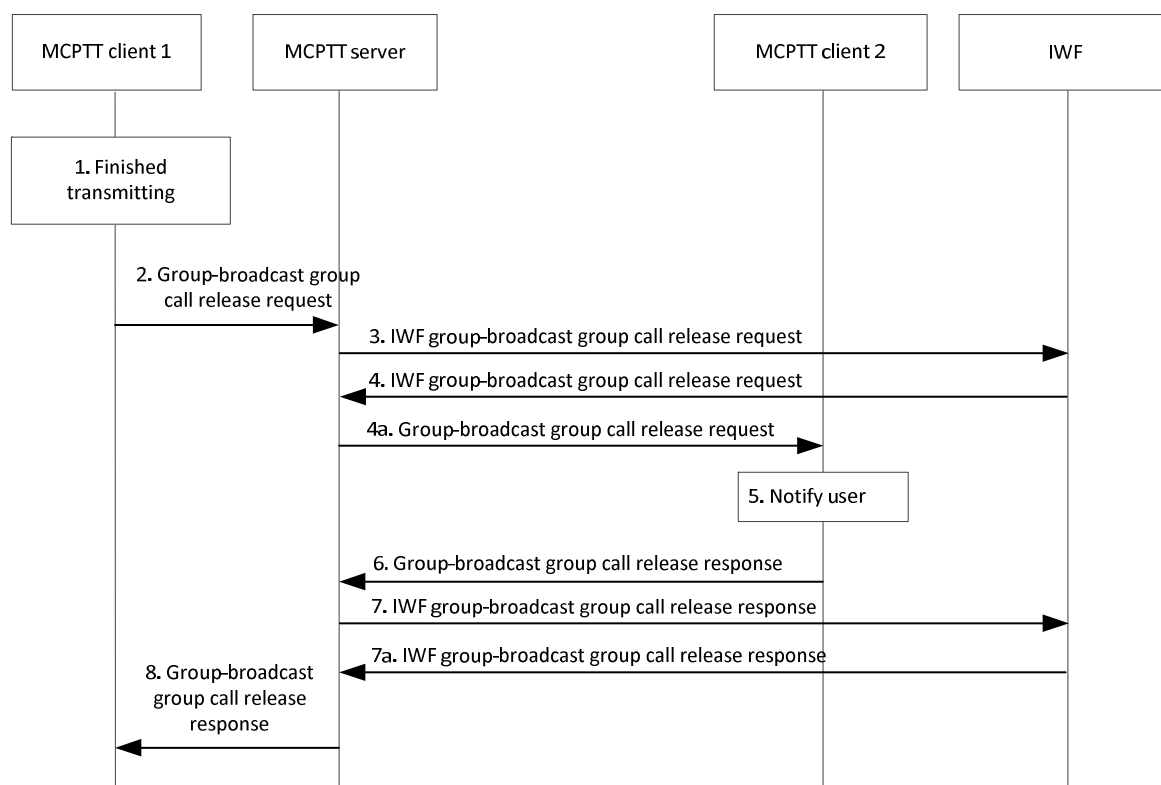 MCPTT client 1
MCPTT server
MCPTT client 2
IWF
1. Finished
transmitting
2. Group-broadcast group
call release request
3. IWF group-broadcast group call release request
4. IWF group-broadcast group call release request
4a. Group-broadcast group call release request
5. Notify user
6. Group-broadcast group call release response
7. IWF group-broadcast group call release response
7a. IWF group-broadcast group call release response
8. Group-broadcast
group call release
response